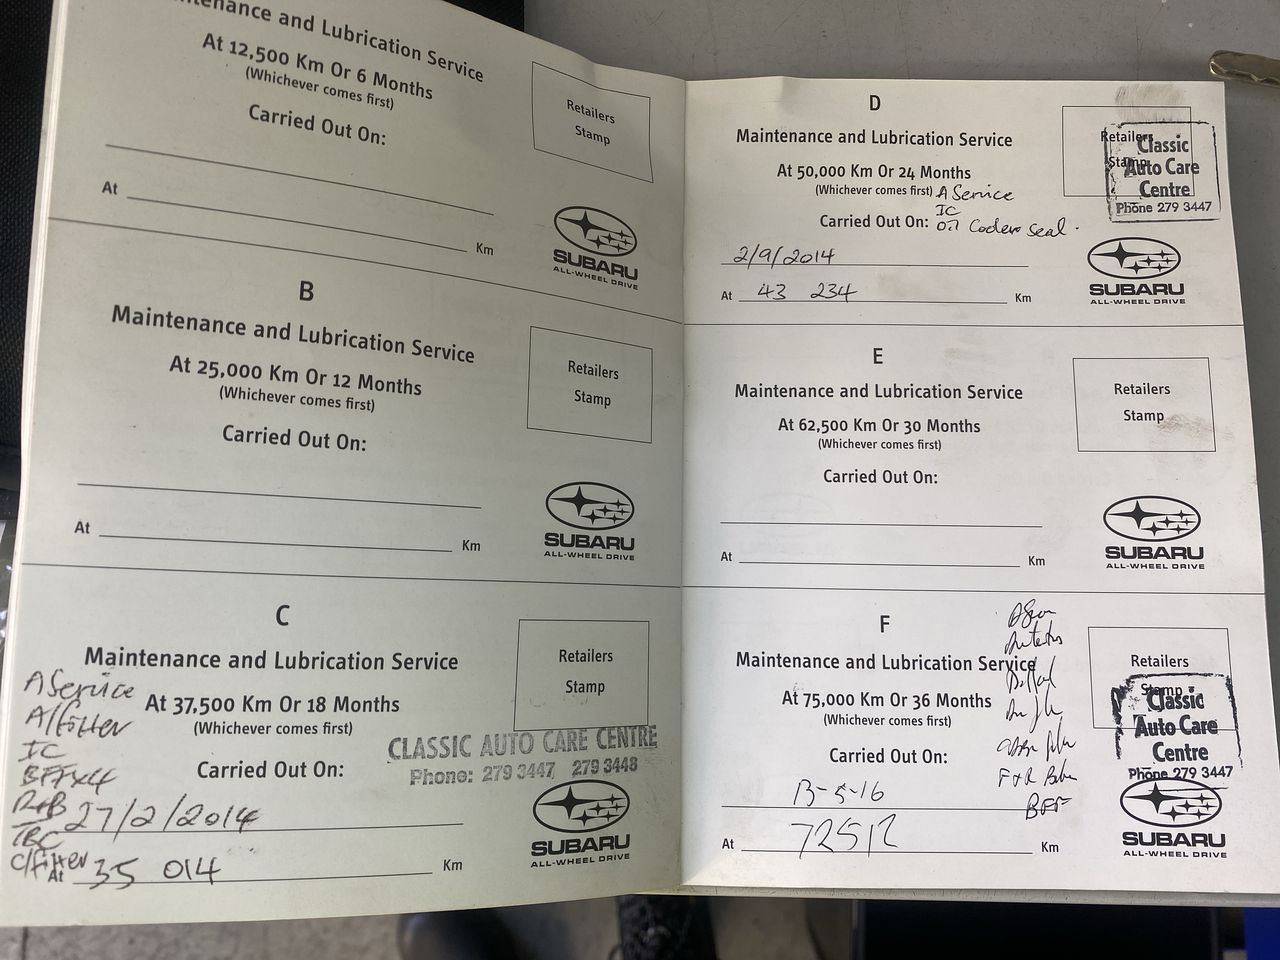 Maintenance and Lubrication Service
At 12,500 Km Or 6 Months
(Whichever comes first)
Carried Out On:
At Km
Retailers
Stamp
SUBARU
ALL-WHEEL DRIVE
B
Maintenance and Lubrication Service
At 25,000 Km Or 12 Months
(Whichever comes first)
Carried Out On:
At Km
Retailers
Stamp
SUBARU
ALL-WHEEL DRIVE
C
Maintenance and Lubrication Service
At 37,500 Km Or 18 Months
(Whichever comes first)
Carried Out On:
A Service
A/Filter
IC
R+B
C/Filter
27/2/2014
At 35 014 Km
Retailers
Stamp
CLASSIC AUTO CARE CENTRE
Phone: 279 3447 279 3448
SUBARU
ALL-WHEEL DRIVE
D
Maintenance and Lubrication Service
At 50,000 Km Or 24 Months
(Whichever comes first) A Service
IC
Carried Out On: Oil Seal.
2/9/2014
At 43 234 Km
Retailers
Stamp
Classic
Auto Care
Centre
Phone 279 3447
SUBARU
ALL-WHEEL DRIVE
E
Maintenance and Lubrication Service
At 62,500 Km Or 30 Months
(Whichever comes first)
Carried Out On:
At Km
Retailers
Stamp
SUBARU
ALL-WHEEL DRIVE
F
Maintenance and Lubrication Service
At 75,000 Km Or 36 Months
(Whichever comes first)
Carried Out On:
F+R
BFF
13-5-16
At 72512 Km
Retailers
Stamp
Classic
Auto Care
Centre
Phone 279 3447
SUBARU
ALL-WHEEL DRIVE